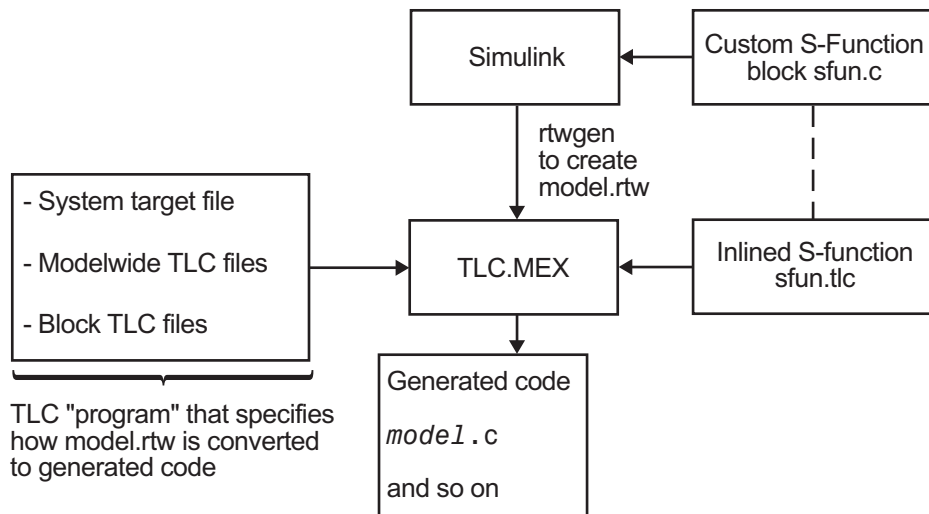 Simulink
Custom S-Function
block sfun.c
rtwgen
to create
model.rtw
- System target file
- Modelwide TLC files
- Block TLC files
TLC.MEX
Inlined S-function
sfun.tlc
TLC "program" that specifies
how model.rtw is converted
to generated code
Generated code
model.c
and so on